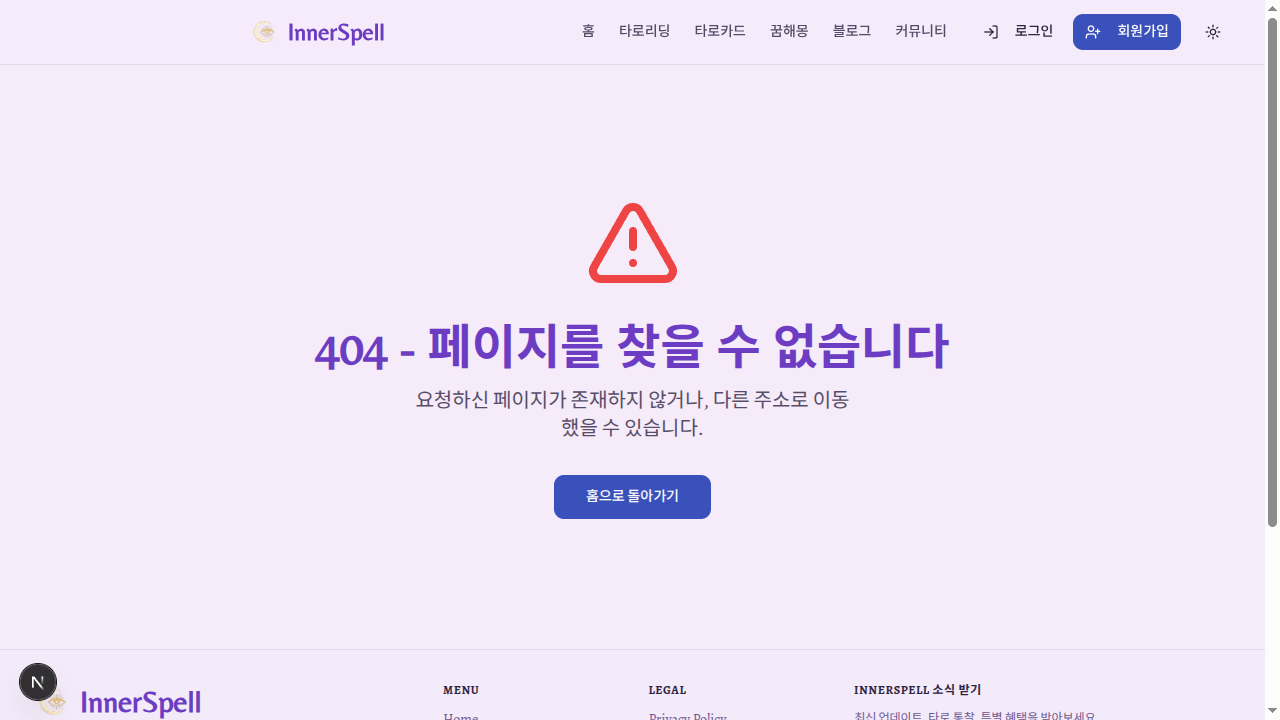 InnerSpell
홈 타로리딩 타로카드 꿈해몽 블로그 커뮤니티 로그인 회원가입
404 - 페이지를 찾을 수 없습니다
요청하신 페이지가 존재하지 않거나, 다른 주소로 이동
했을 수 있습니다.
홈으로 돌아가기
N
InnerSpell
MENU
Home
LEGAL
Privacy Policy
INNERSPELL 소식 받기
최신 업데이트, 타로 통찰, 특별 혜택을 받아보세요.